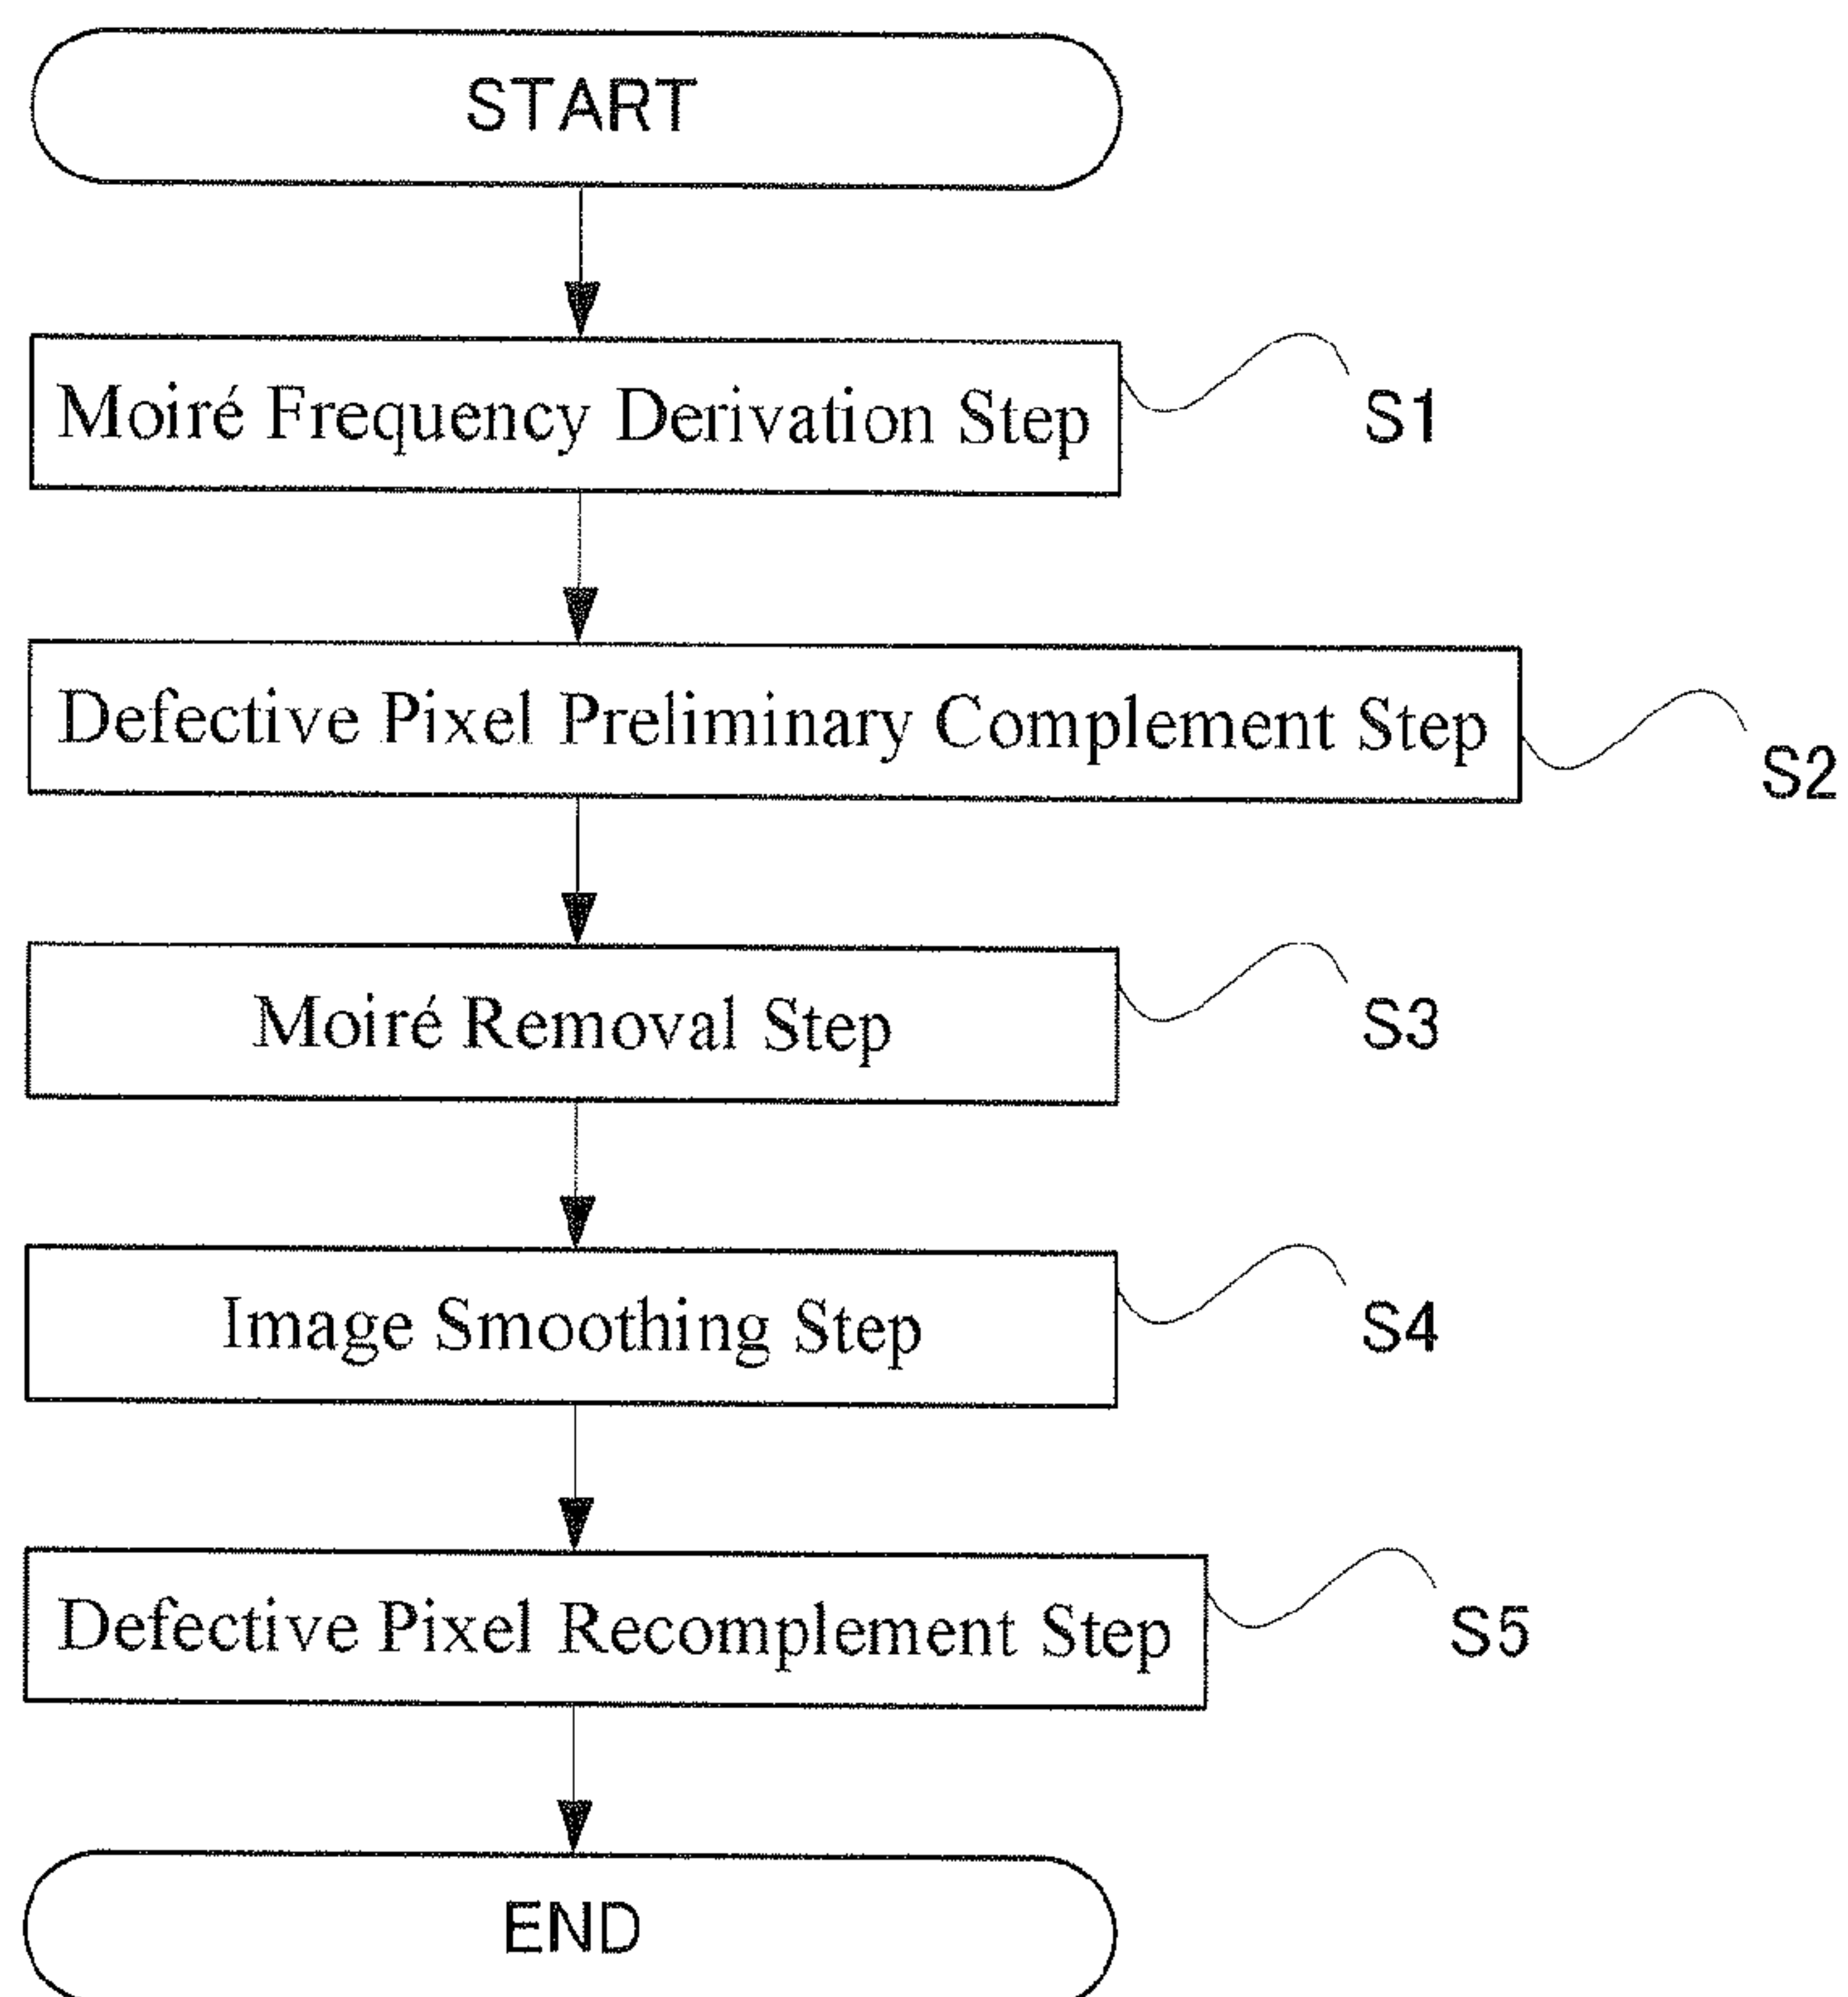 START
Moiré Frequency Derivation Step
S1
Defective Pixel Preliminary Complement Step
S2
Moiré Removal Step
S3
Image Smoothing Step
S4
Defective Pixel Recomplement Step
S5
END